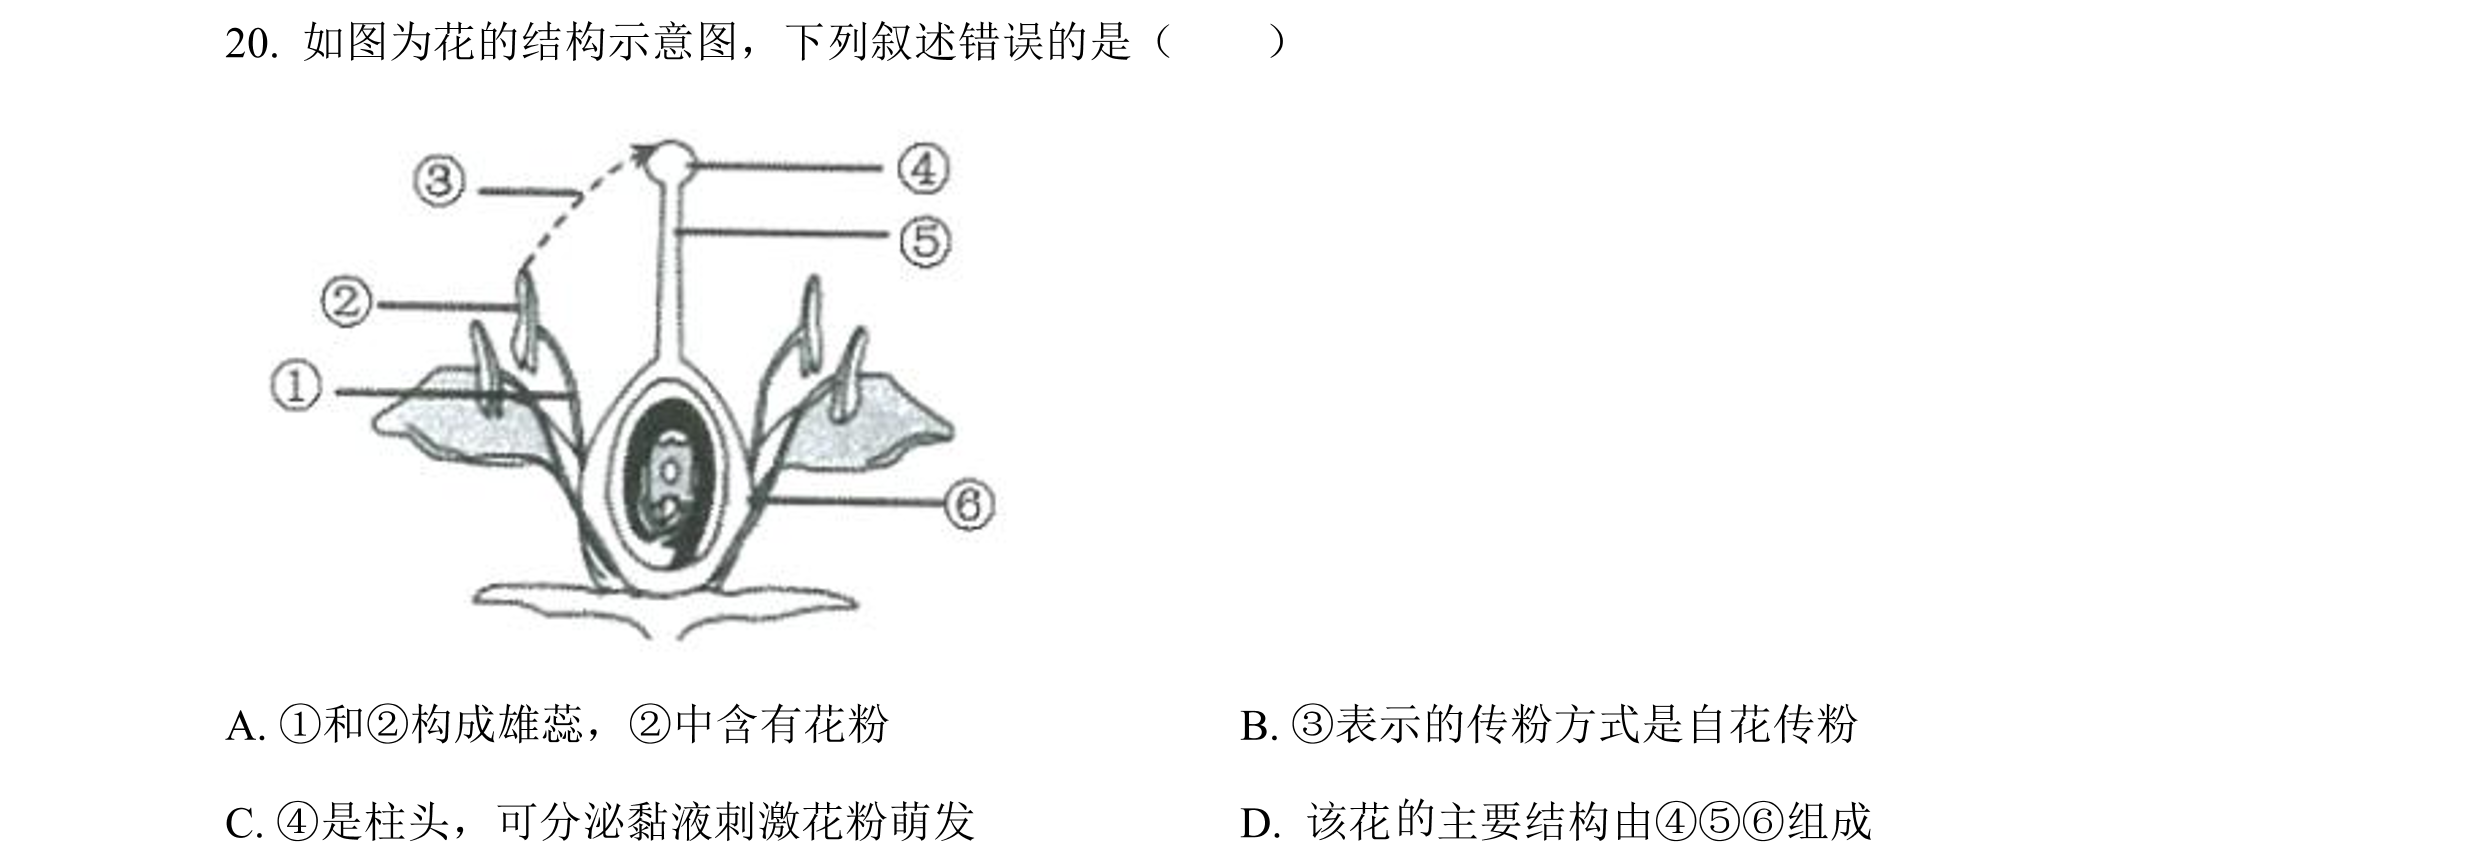 20. 如图为花的结构示意图，下列叙述错误的是（　　）
③
④
⑤
②
①
⑥
A. ①和②构成雄蕊，②中含有花粉
B. ③表示的传粉方式是自花传粉
C. ④是柱头，可分泌黏液刺激花粉萌发
D. 该花的主要结构由④⑤⑥组成